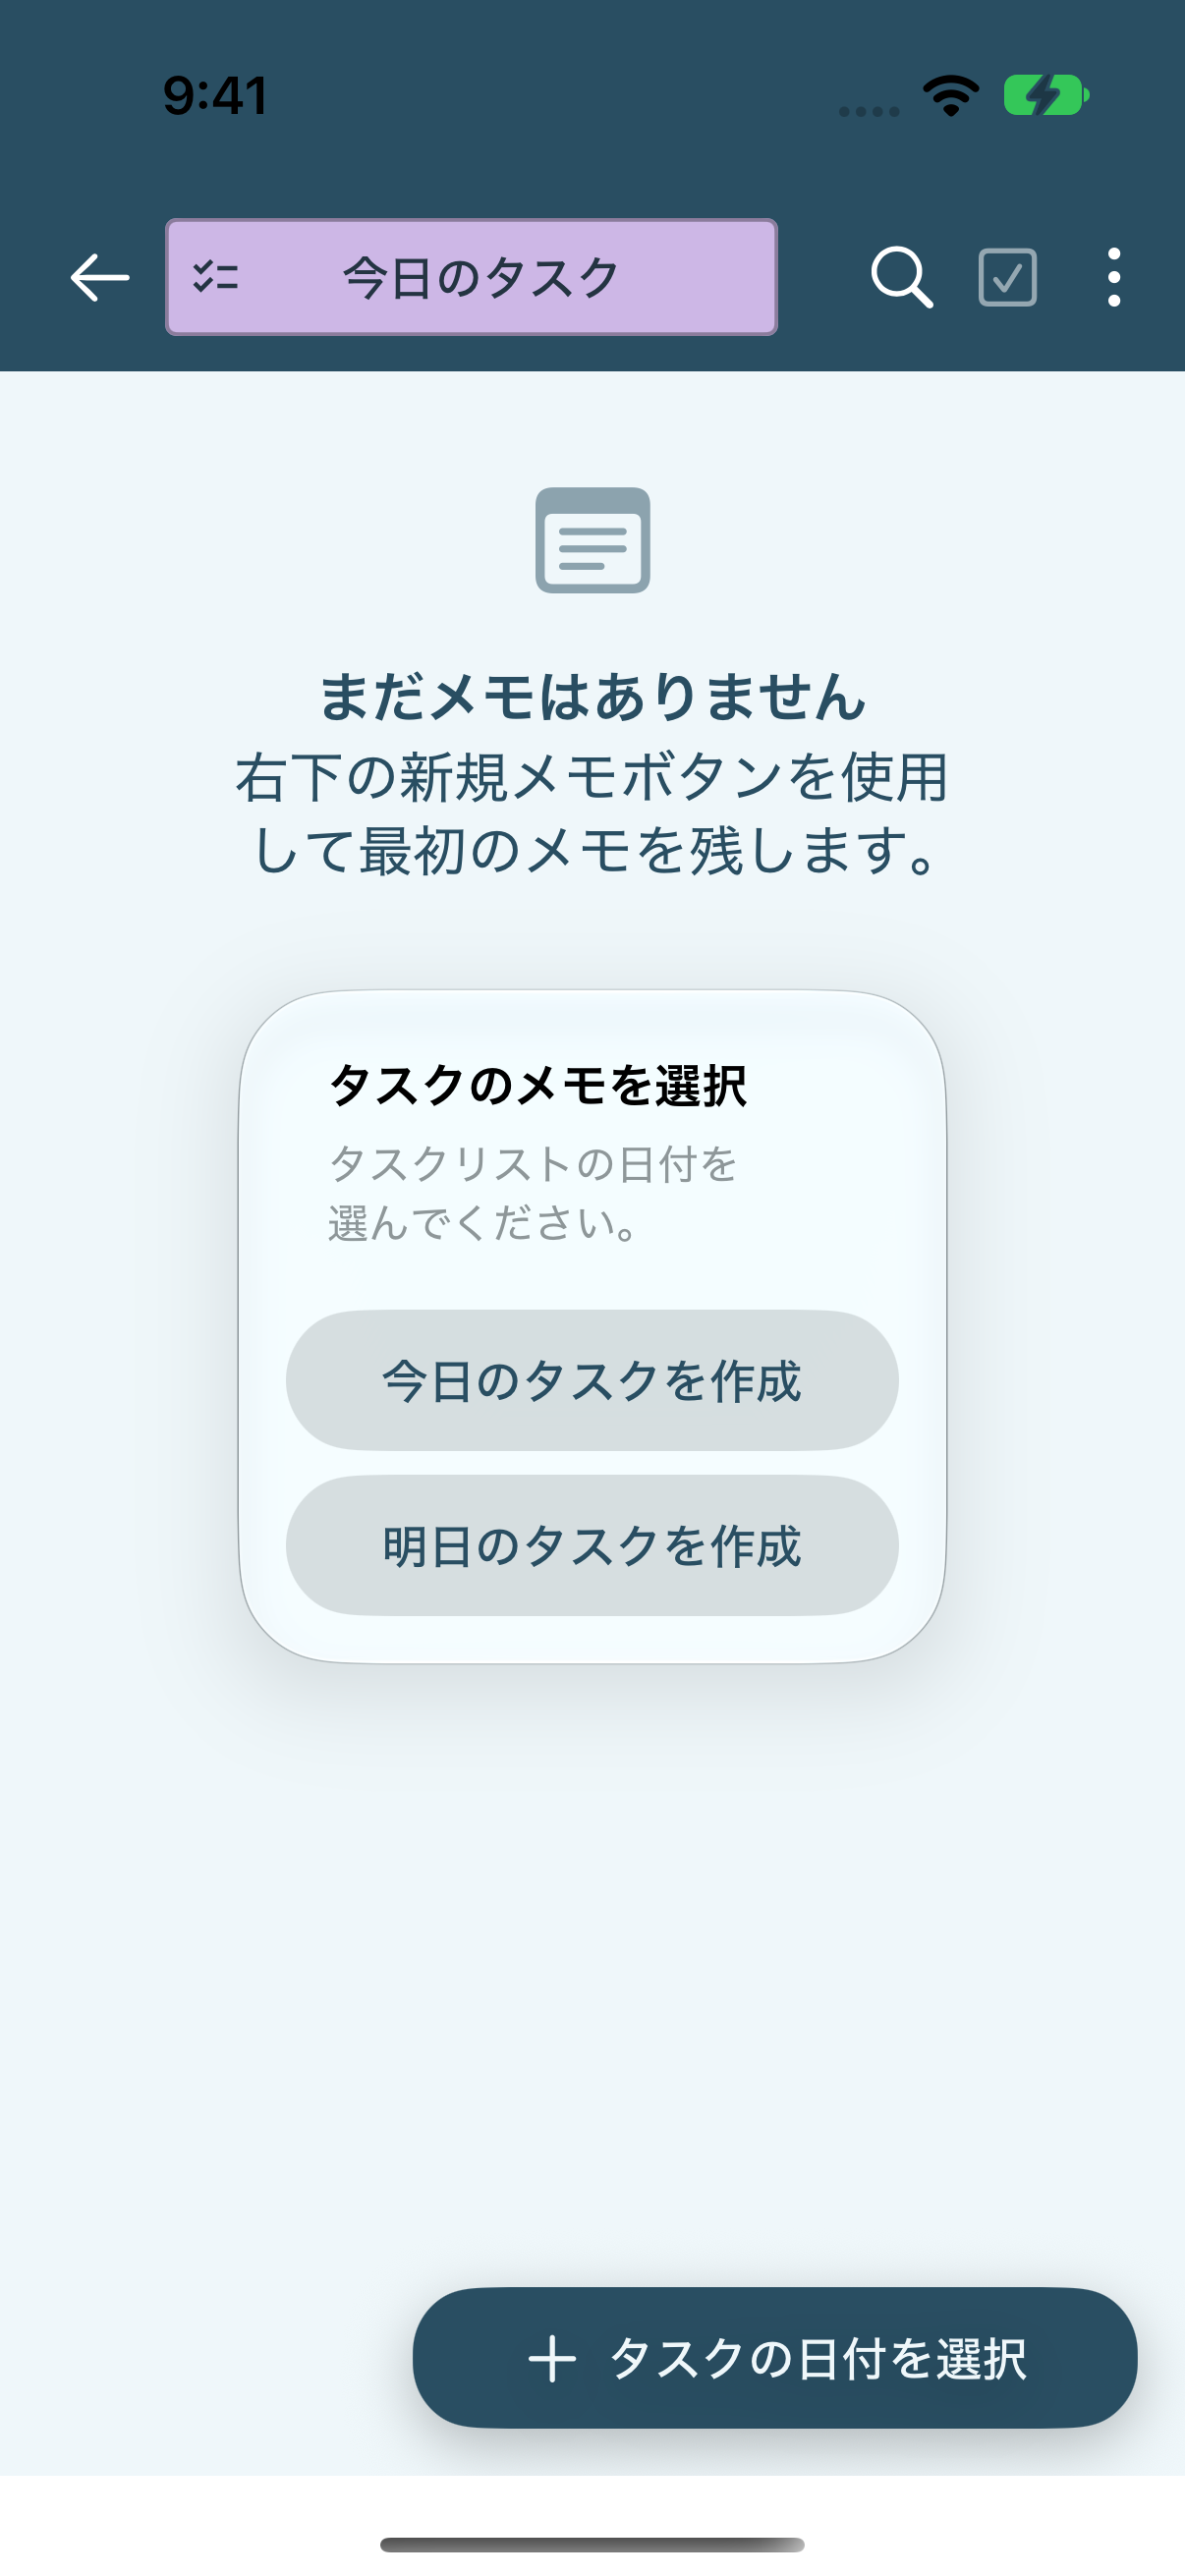 9:41
今日のタスク
まだメモはありません
右下の新規メモボタンを使用
して最初のメモを残します。
タスクのメモを選択
タスクリストの日付を
選んでください。
今日のタスクを作成
明日のタスクを作成
タスクの日付を選択